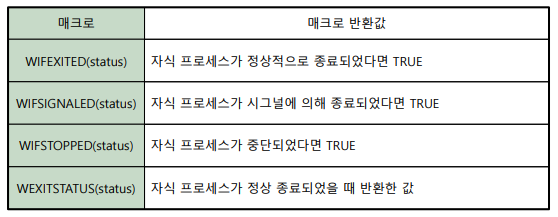 매크로 매크로 반환값
WIFEXITED(status) 자식 프로세스가 정상적으로 종료되었다면 TRUE
WIFSIGNALED(status) 자식 프로세스가 시그널에 의해 종료되었다면 TRUE
WIFSTOPPED(status) 자식 프로세스가 중단되었다면 TRUE
WEXITSTATUS(status) 자식 프로세스가 정상 종료되었을 때 반환한 값